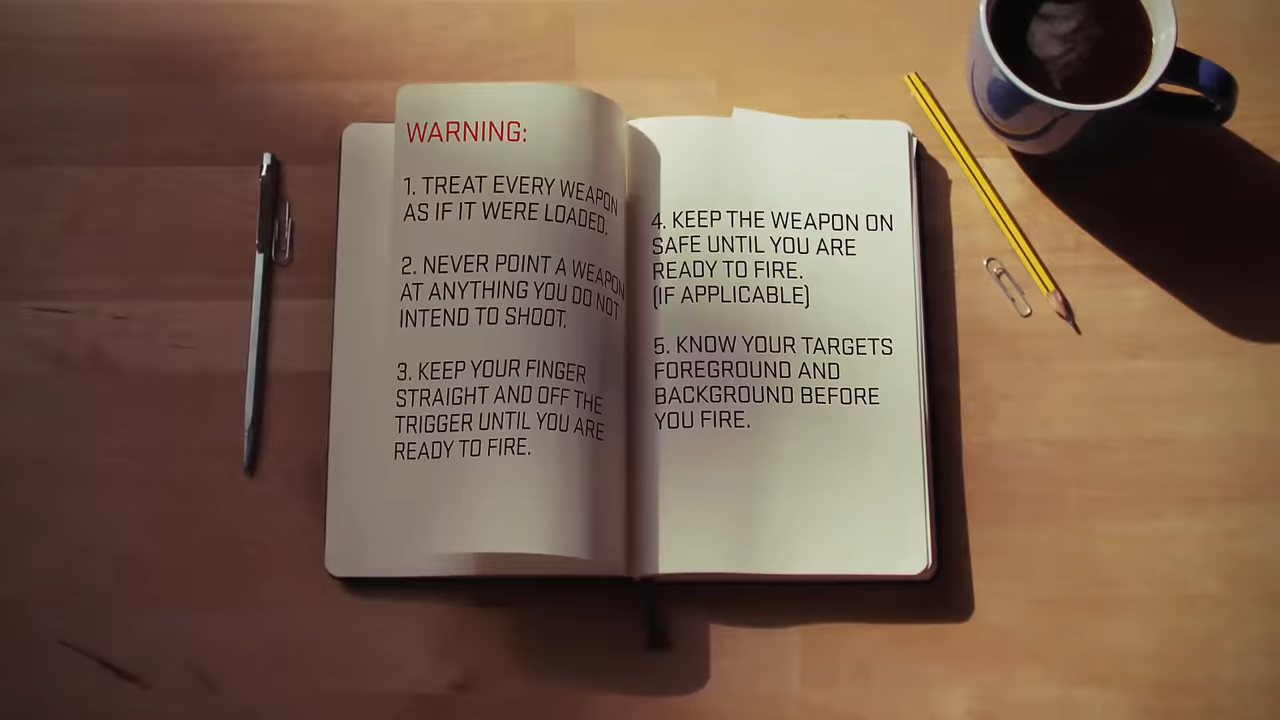 WARNING:
1. TREAT EVERY WEAPON
AS IF IT WERE LOADED.
2. NEVER POINT A WEAPON
AT ANYTHING YOU DO NOT
INTEND TO SHOOT.
3. KEEP YOUR FINGER
STRAIGHT AND OFF THE
TRIGGER UNTIL YOU ARE
READY TO FIRE.
4. KEEP THE WEAPON ON
SAFE UNTIL YOU ARE
READY TO FIRE.
(IF APPLICABLE)
5. KNOW YOUR TARGETS
FOREGROUND AND
BACKGROUND BEFORE
YOU FIRE.